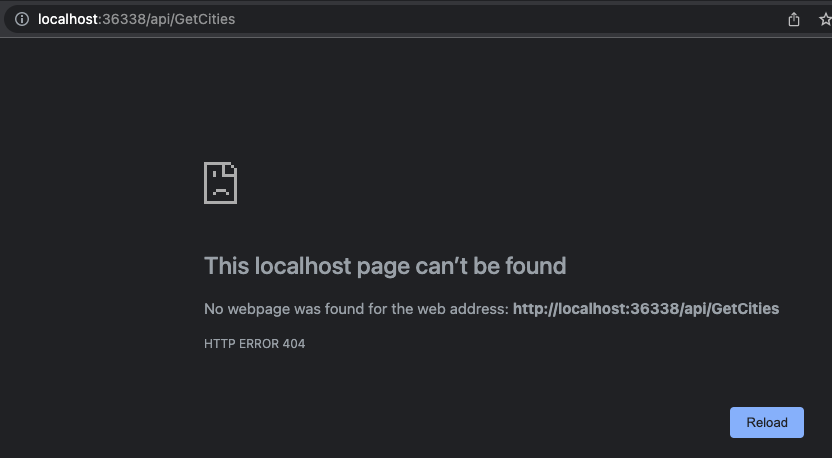 localhost:36338/api/GetCities
This localhost page can’t be found
No webpage was found for the web address: http://localhost:36338/api/GetCities
HTTP ERROR 404
Reload